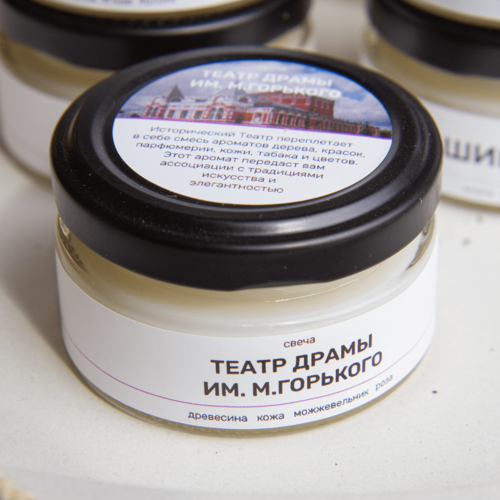 ТЕАТР ДРАМЫ
ИМ. М.ГОРЬКОГО
Исторический Театр переплетает
в себе смесь ароматов дерева, красок,
парфюмерии, кожи, табака и цветов.
Этот аромат передаст вам
ассоциации с традициями
искусства и
элегантностью
свеча
ТЕАТР ДРАМЫ
ИМ. М.ГОРЬКОГО
древесина кожа можжевельник роза